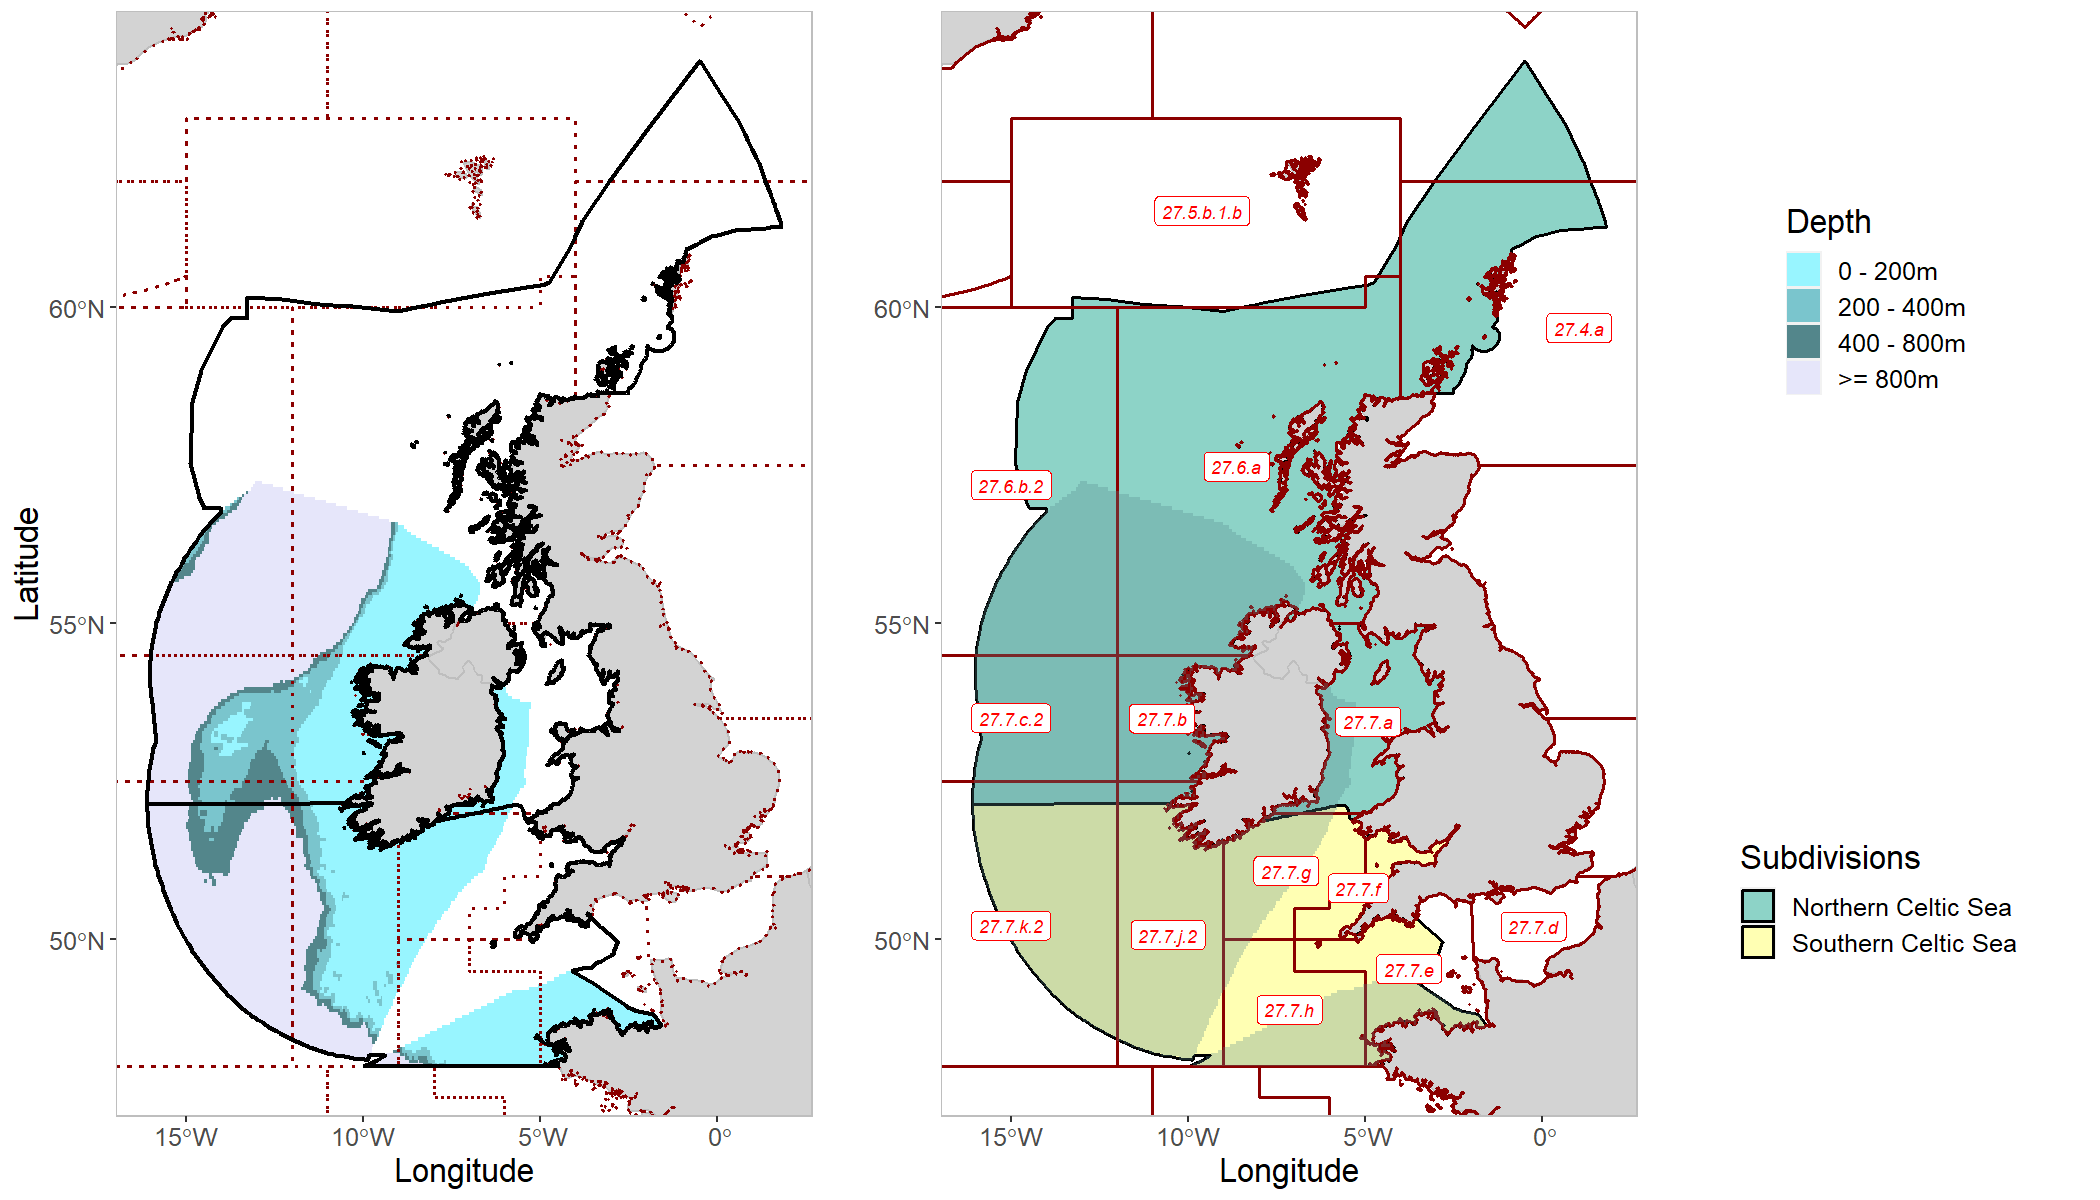 Latitude
60°N
55°N
50°N
15°W
10°W
5°W
0°
Longitude
60°N
55°N
50°N
15°W
10°W
5°W
0°
Longitude
27.5.b.1.b
27.4.a
27.6.b.2
27.6.a
27.7.c.2
27.7.b
27.7.a
27.7.g
27.7.f
27.7.k.2
27.7.j.2
27.7.d
27.7.e
27.7.h
Depth
0 - 200m
200 - 400m
400 - 800m
>= 800m
Subdivisions
Northern Celtic Sea
Southern Celtic Sea